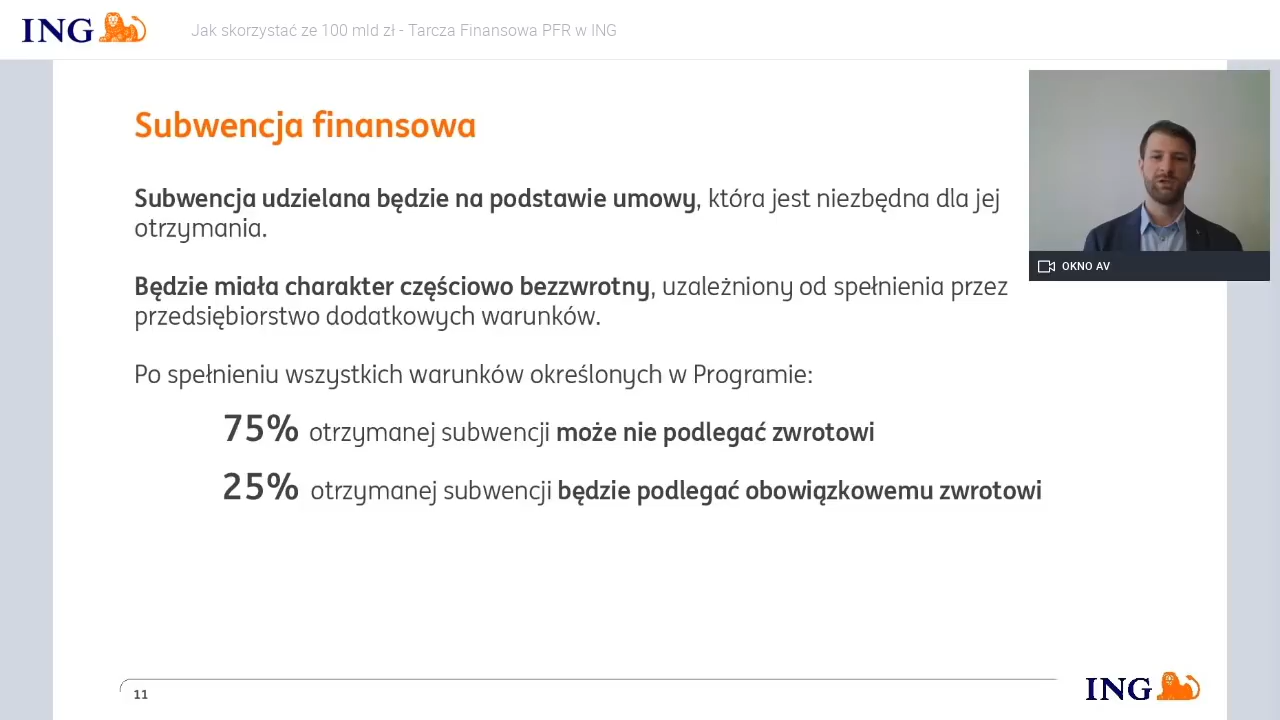 ING
Jak skorzystać ze 100 mld zł - Tarcza Finansowa PFR w ING
Subwencja finansowa
Subwencja udzielana będzie na podstawie umowy, która jest niezbędna dla jej
otrzymania.
Będzie miała charakter częściowo bezzwrotny, uzależniony od spełnienia przez
przedsiębiorstwo dodatkowych warunków.
Po spełnieniu wszystkich warunków określonych w Programie:
75% otrzymanej subwencji może nie podlegać zwrotowi
25% otrzymanej subwencji będzie podlegać obowiązkowemu zwrotowi
OKNO AV
11
ING